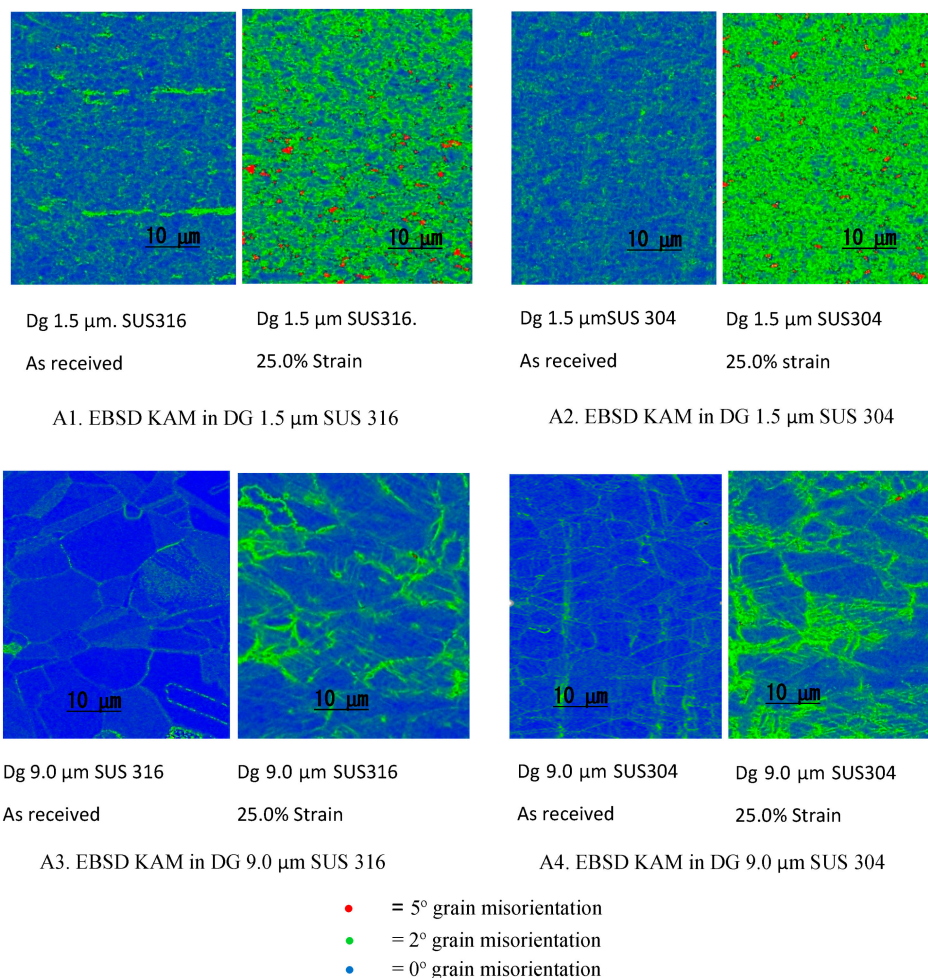 10 μm
10 μm
10 μm
10 μm
Dg 1.5 μm. SUS316
As received
Dg 1.5 μm SUS316.
25.0% Strain
Dg 1.5 μmSUS 304
As received
Dg 1.5 μm SUS304
25.0% strain
A1. EBSD KAM in DG 1.5 μm SUS 316
A2. EBSD KAM in DG 1.5 μm SUS 304
10 μm
10 μm
10 μm
10 μm
Dg 9.0 μm SUS 316
As received
Dg 9.0 μm SUS316
25.0% Strain
Dg 9.0 μm SUS304
As received
Dg 9.0 μm SUS304
25.0% Strain
A3. EBSD KAM in DG 9.0 μm SUS 316
A4. EBSD KAM in DG 9.0 μm SUS 304
= 5º grain misorientation
= 2º grain misorientation
= 0º grain misorientation